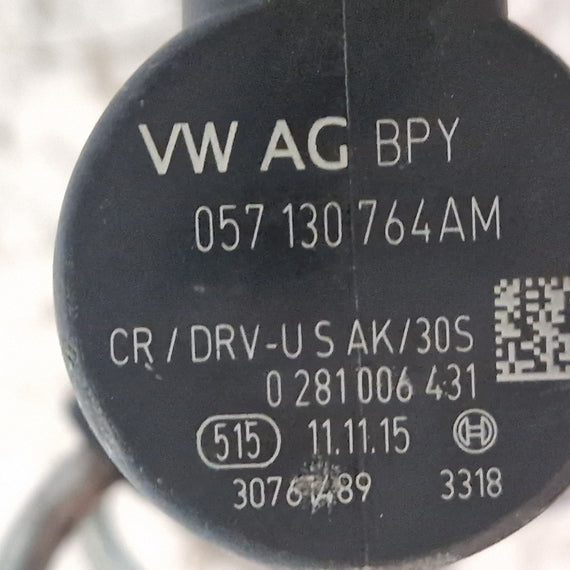 VW AG BPY
057 130 764AM
CR/DRV-U S AK/30S
0 281 006 431
515 11.11.15
3318